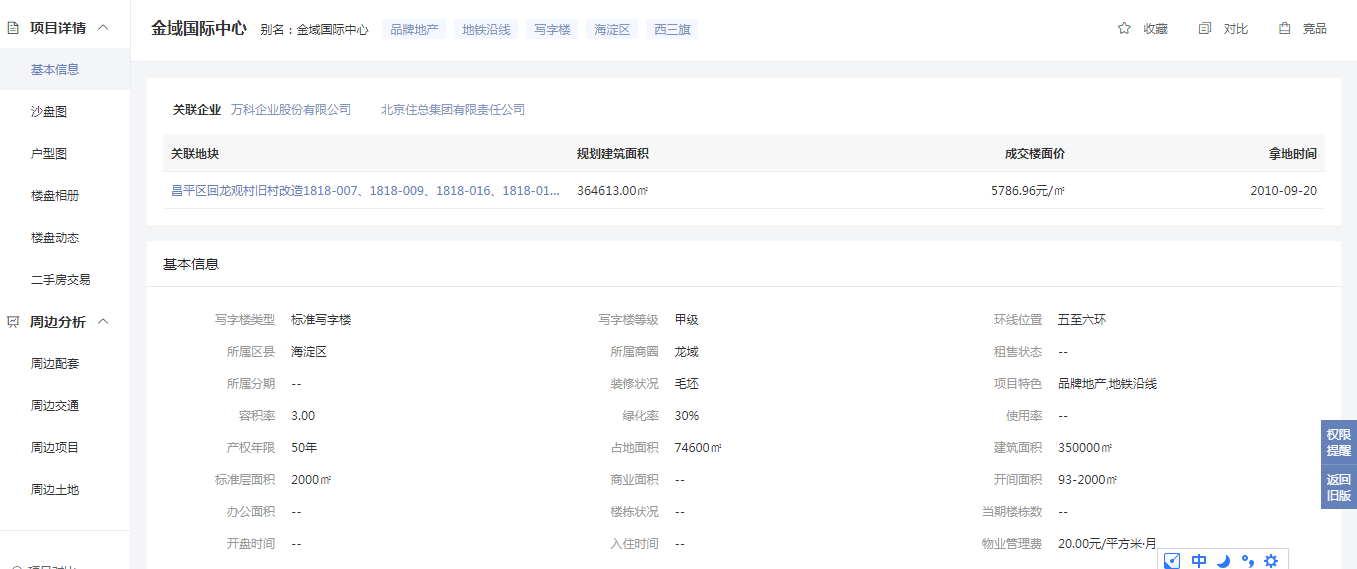 项目详情
基本信息
沙盘图
户型图
楼盘相册
楼盘动态
二手房交易
周边分析
周边配套
周边交通
周边项目
周边土地
项目对比
金域国际中心 别名：金域国际中心 品牌地产 地铁沿线 写字楼 海淀区 西三旗
收藏 对比 竞品
关联企业 万科企业股份有限公司 北京住总集团有限责任公司
关联地块 规划建筑面积 成交楼面价 拿地时间
昌平区回龙观村旧村改造1818-007、1818-009、1818-016、1818-01... 364613.00㎡ 5786.96元/㎡ 2010-09-20
基本信息
写字楼类型 标准写字楼 写字楼等级 甲级 环线位置 五至六环
所属区县 海淀区 所属商圈 龙域 租售状态 --
所属分期 -- 装修状况 毛坯 项目特色 品牌地产,地铁沿线
容积率 3.00 绿化率 30% 使用率 --
产权年限 50年 占地面积 74600㎡ 建筑面积 350000㎡
标准层面积 2000㎡ 商业面积 -- 开间面积 93-2000㎡
办公面积 -- 楼栋状况 -- 当期楼栋数 --
开盘时间 -- 入住时间 -- 物业管理费 20.00元/平方米·月
权限
提醒
返回
旧版
中